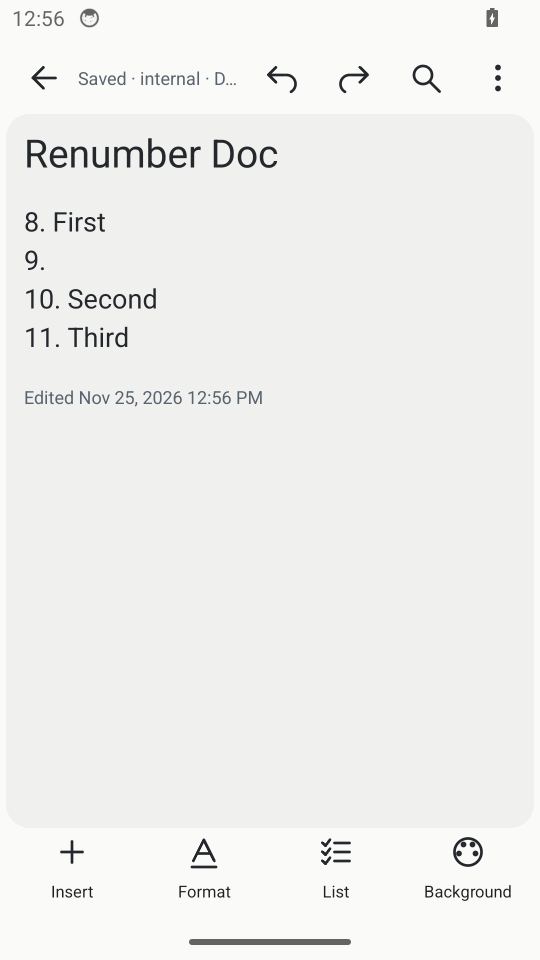 12:56
Saved · internal · D…
Renumber Doc
8. First
9.
10. Second
11. Third
Edited Nov 25, 2026 12:56 PM
Insert
Format
List
Background